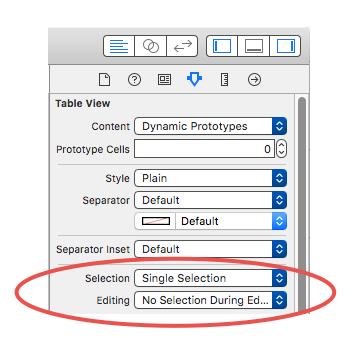 Table View
Content Dynamic Prototypes
Prototype Cells 0
Style Plain
Separator Default
Default
Separator Inset Default
Selection Single Selection
Editing No Selection During Ed...